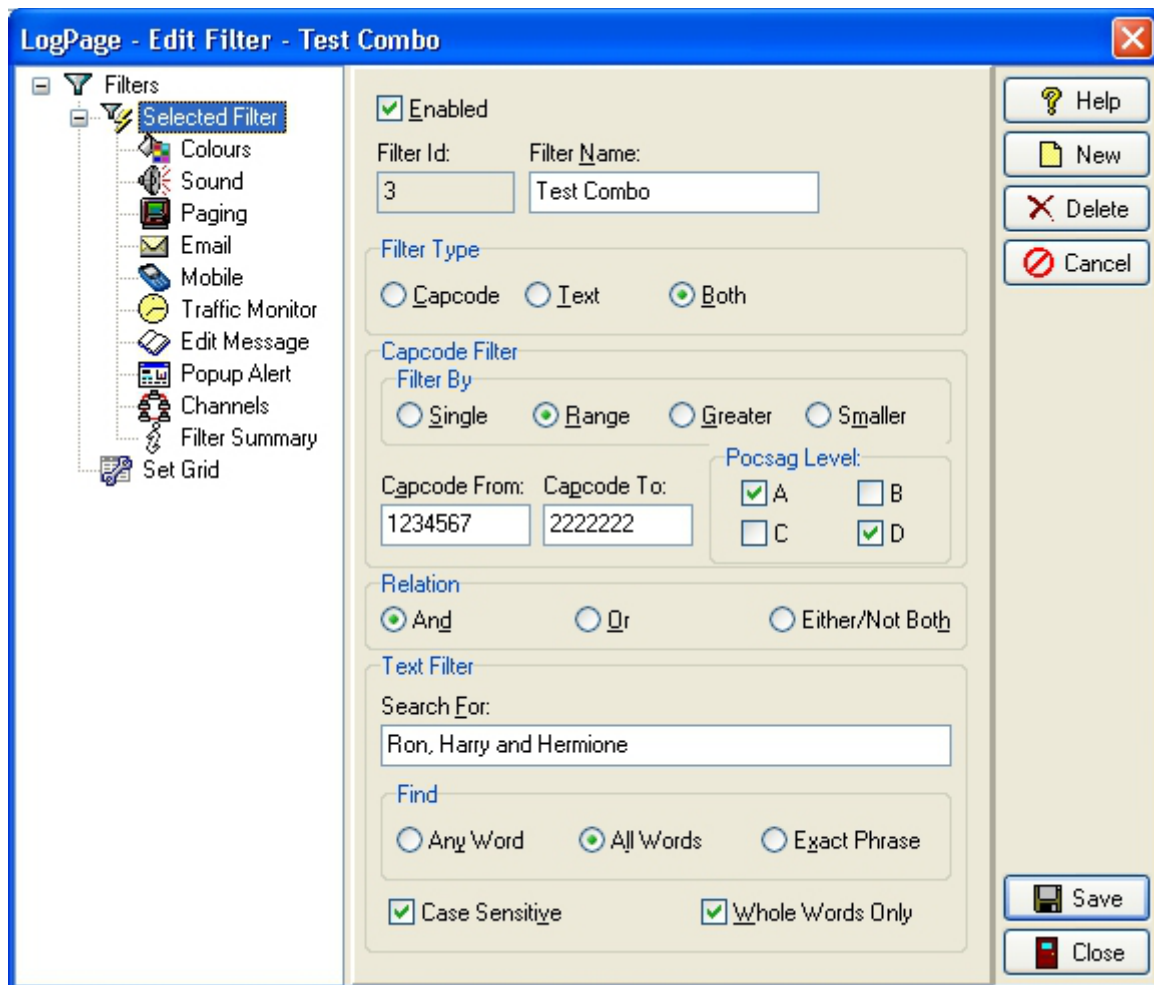 LogPage - Edit Filter - Test Combo
Filters
Selected Filter
Colours
Sound
Paging
Email
Mobile
Traffic Monitor
Edit Message
Popup Alert
Channels
Filter Summary
Set Grid
Enabled
Filter Id: Filter Name:
3 Test Combo
Filter Type
Capcode Text Both
Capcode Filter
Filter By
Single Range Greater Smaller
Pocsag Level:
Capcode From: Capcode To:
A B
1234567 2222222
C D
Relation
And Or Either/Not Both
Text Filter
Search For:
Ron, Harry and Hermione
Find
Any Word All Words Exact Phrase
Case Sensitive Whole Words Only
Help
New
Delete
Cancel
Save
Close